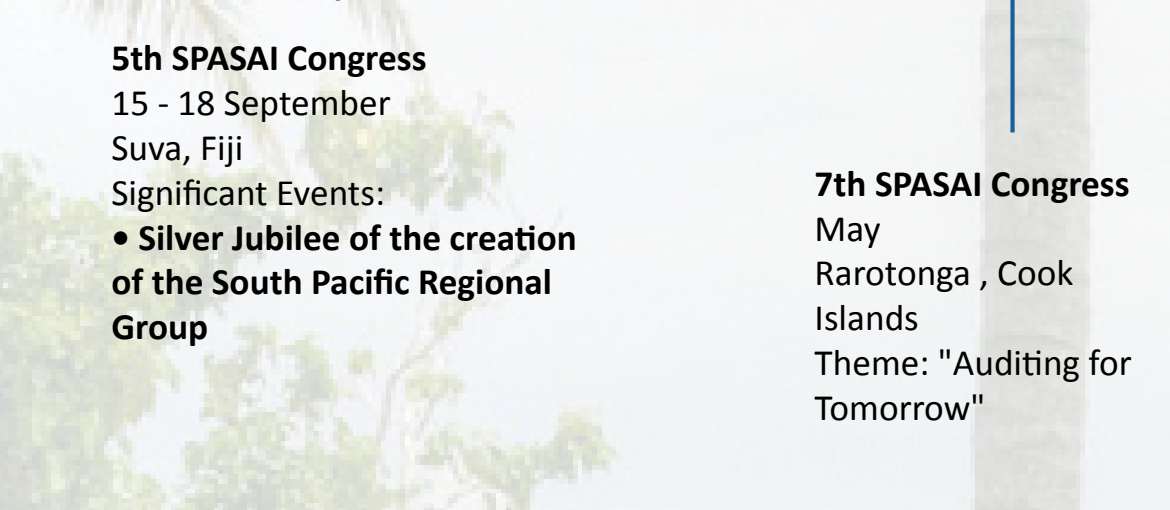 5th SPASAI Congress
15 - 18 September
Suva, Fiji
Significant Events:
• Silver Jubilee of the creation
of the South Pacific Regional
Group
7th SPASAI Congress
May
Rarotonga , Cook
Islands
Theme: "Auditing for
Tomorrow"